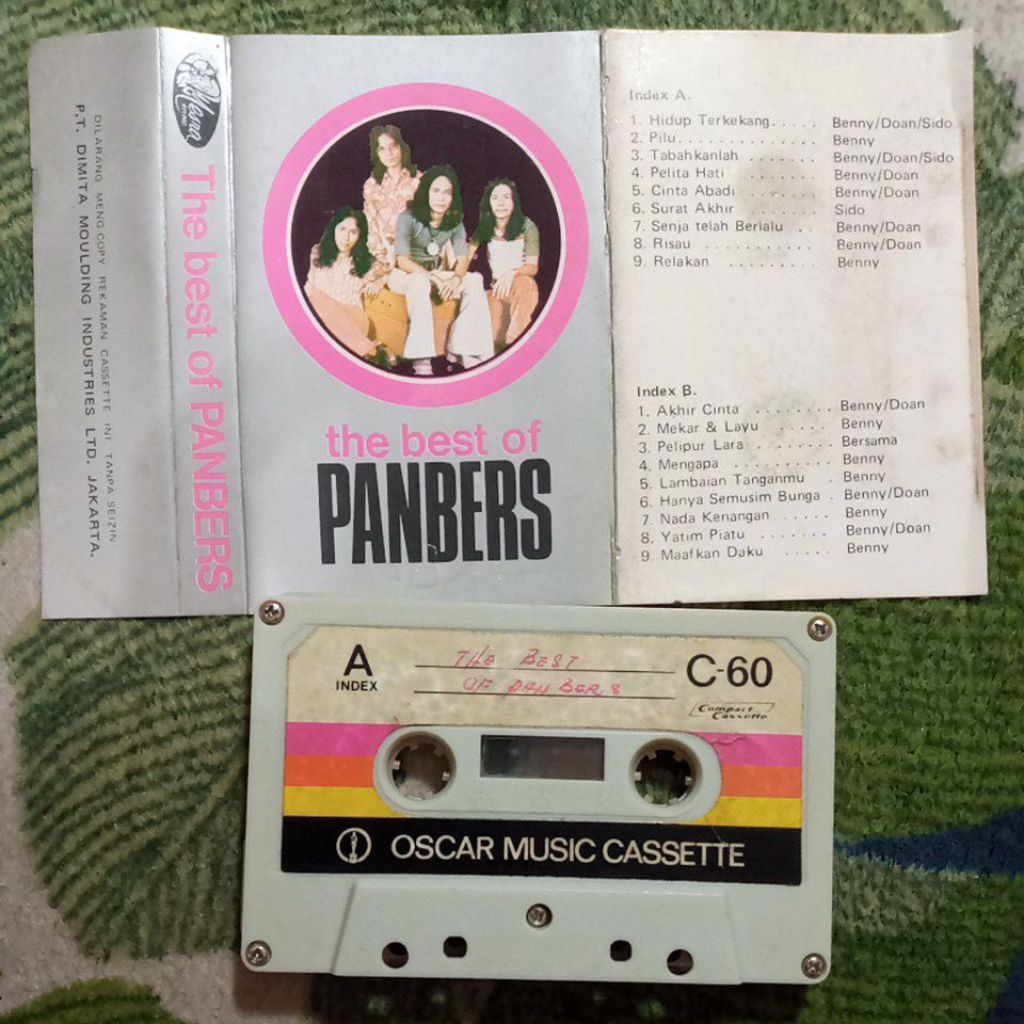 DILARANG MENG-COPY REKAMAN CASSETTE INI TANPA SEIZIN
P.T. DIMITA MOULDING INDUSTRIES LTD. JAKARTA.
Mesra
The best of PANBERS
the best of
PANBERS
Index A.
1. Hidup Terkekang..... Benny/Doan/Sido
2. Pilu.............. Benny
3. Tabahkanlah ....... Benny/Doan/Sido
4. Pelita Hati ....... Benny/Doan
5. Cinta Abadi ....... Benny/Doan
6. Surat Akhir ....... Sido
7. Senja telah Berlalu .. Benny/Doan
8. Risau .......... Benny/Doan
9. Relakan ........ Benny
Index B.
1. Akhir Cinta ........ Benny/Doan
2. Mekar & Layu ..... Benny
3. Pelipur Lara ........ Bersama
4. Mengapa .......... Benny
5. Lambaian Tanganmu . Benny
6. Hanya Semusim Bunga . Benny/Doan
7. Nada Kenangan ..... Benny
8. Yatim Piatu ....... Benny/Doan
9. Maafkan Daku ..... Benny
A
INDEX
THE BEST
OF PANBERS
C-60
Compact
Cassette
OSCAR MUSIC CASSETTE